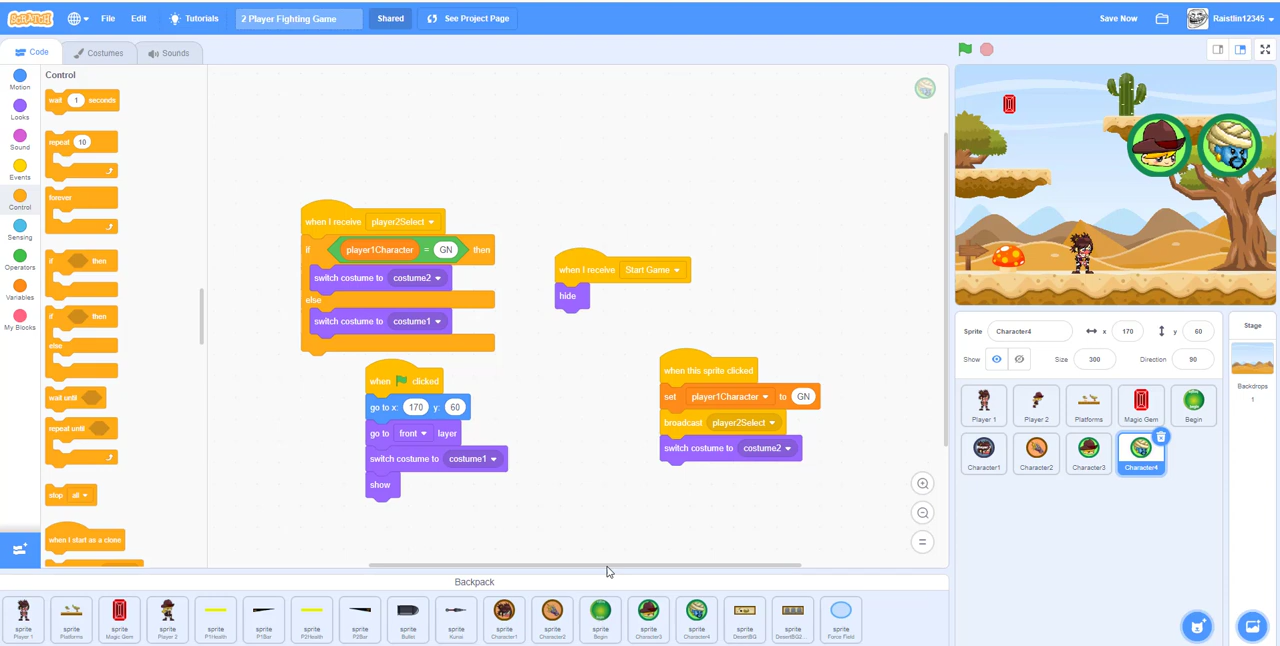 SCRATCH File Edit Tutorials 2 Player Fighting Game Shared See Project Page Save Now Raistlin12345
Code Costumes Sounds
Motion
Looks
Sound
Events
Control
Sensing
Operators
Variables
My Blocks
Control
wait 1 seconds
repeat 10
forever
if then
if then
else
wait until
repeat until
stop all
when I start as a clone
when I receive player2Select
if player1Character = GN then
switch costume to costume2
else
switch costume to costume1
when clicked
go to x: 170 y: 60
go to front layer
switch costume to costume1
show
when I receive Start Game
hide
when this sprite clicked
set player1Character to GN
broadcast player2Select
switch costume to costume2
Sprite Character4 x 170 y 60
Show Size 300 Direction 90
Stage
Backdrops
1
Player 1 Player 2 Platforms Magic Gem Begin
Character1 Character2 Character3 Character4
Backpack
sprite sprite sprite sprite sprite sprite sprite sprite sprite sprite sprite sprite sprite sprite sprite sprite sprite sprite
Player 1 Platforms Magic Gem Player 2 P1Health P1Bar P2Health P2Bar Bullet Kunai Character1 Character2 Begin Character3 Character4 DesertBG DesertBG2... Force Field